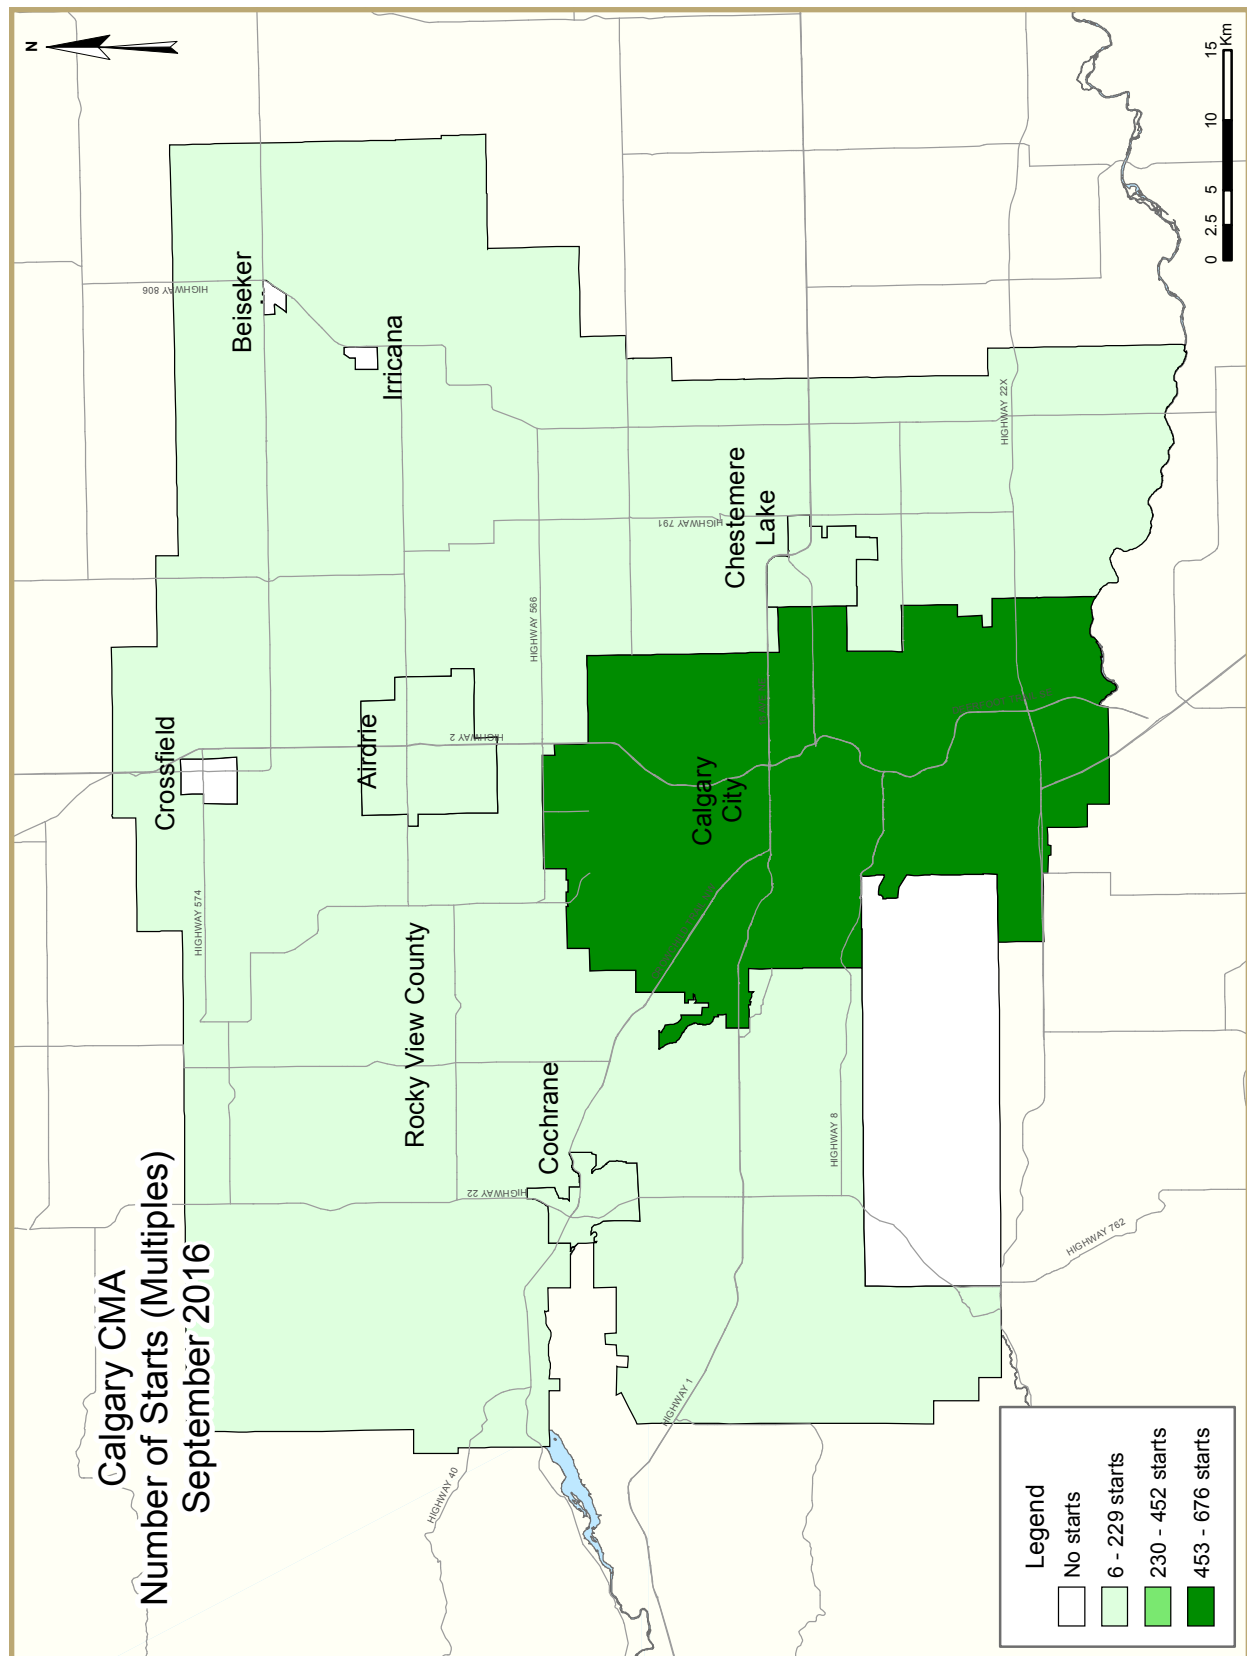 Calgary CMA
Number of Starts (Multiples)
September 2016
N
HIGHWAY 806
Beiseker
Irricana
Crossfield
HIGHWAY 574
Airdrie
HIGHWAY 2
HIGHWAY 566
HIGHWAY 791
Chestemere
Lake
HIGHWAY 22X
Rocky View County
Cochrane
HIGHWAY 22
Calgary
City
HIGHWAY 8
HIGHWAY 1
HIGHWAY 40
HIGHWAY 762
Legend
No starts
6 - 229 starts
230 - 452 starts
453 - 676 starts
0 2.5 5 10 15
Km